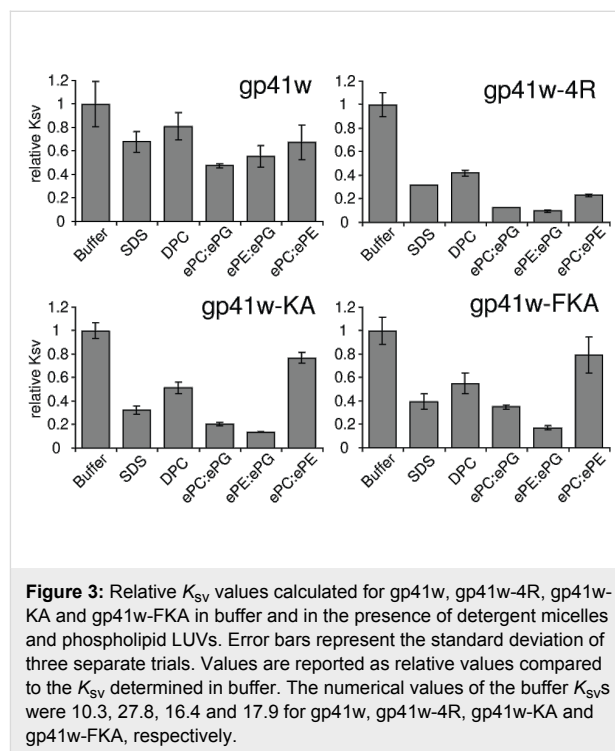 gp41w
1.2
1
0.8
0.6
0.4
0.2
0
relative Ksv
Buffer
SDS
DPC
ePC:ePG
ePE:ePG
ePC:ePE
gp41w-4R
1.2
1
0.8
0.6
0.4
0.2
0
Buffer
SDS
DPC
ePC:ePG
ePE:ePG
ePC:ePE
gp41w-KA
1.2
1
0.8
0.6
0.4
0.2
0
relative Ksv
Buffer
SDS
DPC
ePC:ePG
ePE:ePG
ePC:ePE
gp41w-FKA
1.2
1
0.8
0.6
0.4
0.2
0
Buffer
SDS
DPC
ePC:ePG
ePE:ePG
ePC:ePE
Figure 3: Relative Ksv values calculated for gp41w, gp41w-4R, gp41w-
KA and gp41w-FKA in buffer and in the presence of detergent micelles
and phospholipid LUVs. Error bars represent the standard deviation of
three separate trials. Values are reported as relative values compared
to the Ksv determined in buffer. The numerical values of the buffer Ksvs
were 10.3, 27.8, 16.4 and 17.9 for gp41w, gp41w-4R, gp41w-KA and
gp41w-FKA, respectively.